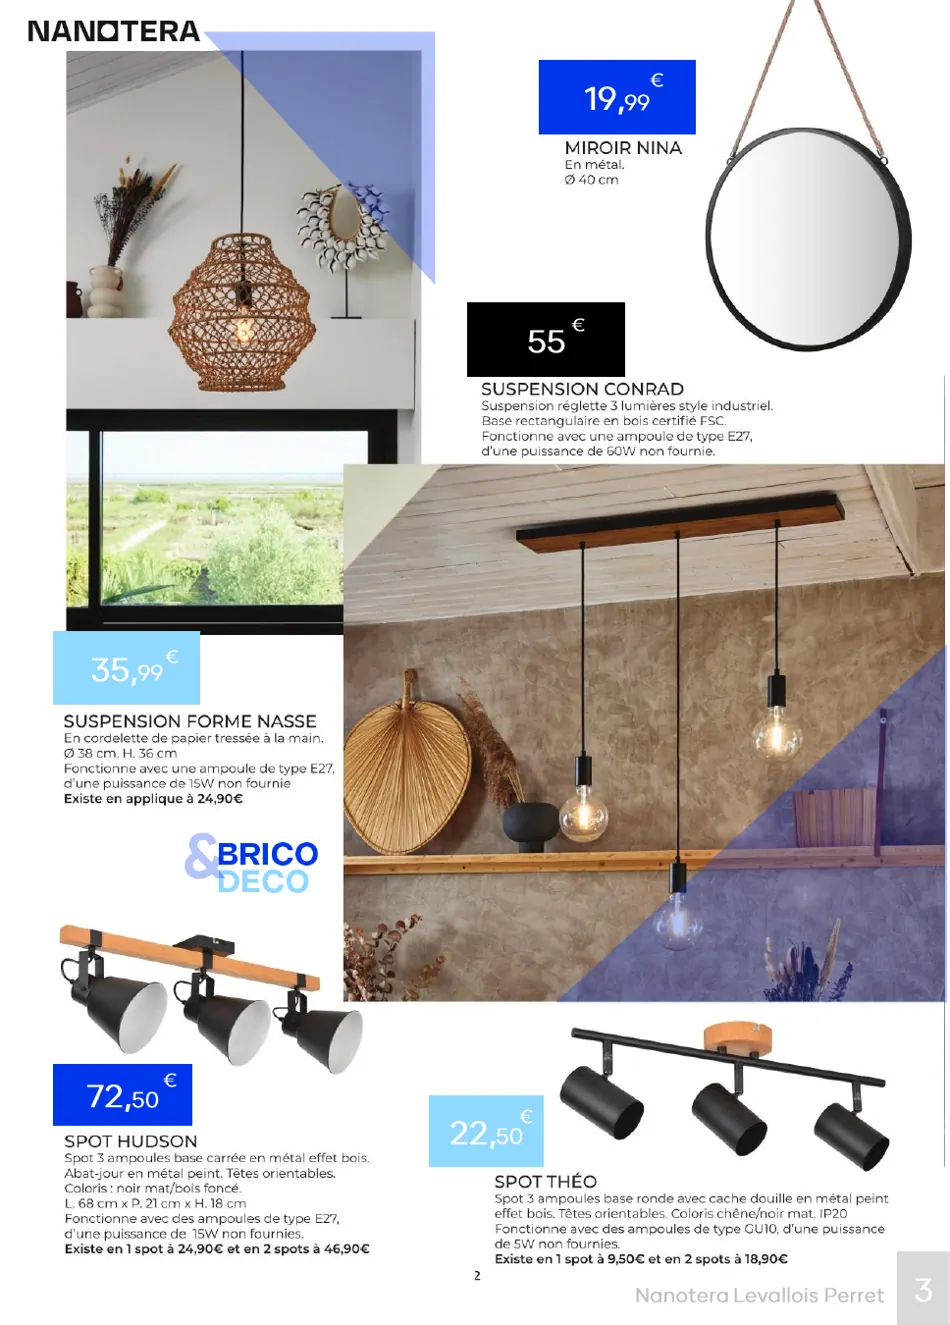 NANOTERA
19,99€
MIROIR NINA
En métal.
Ø 40 cm
55€
SUSPENSION CONRAD
Suspension réglette 3 lumières style industriel.
Base rectangulaire en bois certifié FSC.
Fonctionne avec une ampoule de type E27,
d'une puissance de 60W non fournie.
35,99€
SUSPENSION FORME NASSE
En cordelette de papier tressée à la main.
Ø 38 cm. H. 36 cm
Fonctionne avec une ampoule de type E27,
d'une puissance de 15W non fournie
Existe en applique à 24,90€
&BRICO
DECO
72,50€
SPOT HUDSON
Spot 3 ampoules base carrée en métal effet bois.
Abat-jour en métal peint. Têtes orientables.
Coloris : noir mat/bois foncé.
L. 68 cm x P. 21 cm x H. 18 cm
Fonctionne avec des ampoules de type E27,
d'une puissance de 15W non fournies.
Existe en 1 spot à 24,90€ et en 2 spots à 46,90€
22,50€
SPOT THÉO
Spot 3 ampoules base ronde avec cache douille en métal peint
effet bois. Têtes orientables. Coloris chêne/noir mat. IP20
Fonctionne avec des ampoules de type GU10, d'une puissance
de 5W non fournies.
Existe en 1 spot à 9,50€ et en 2 spots à 18,90€
2
Nanotera Levallois Perret
3